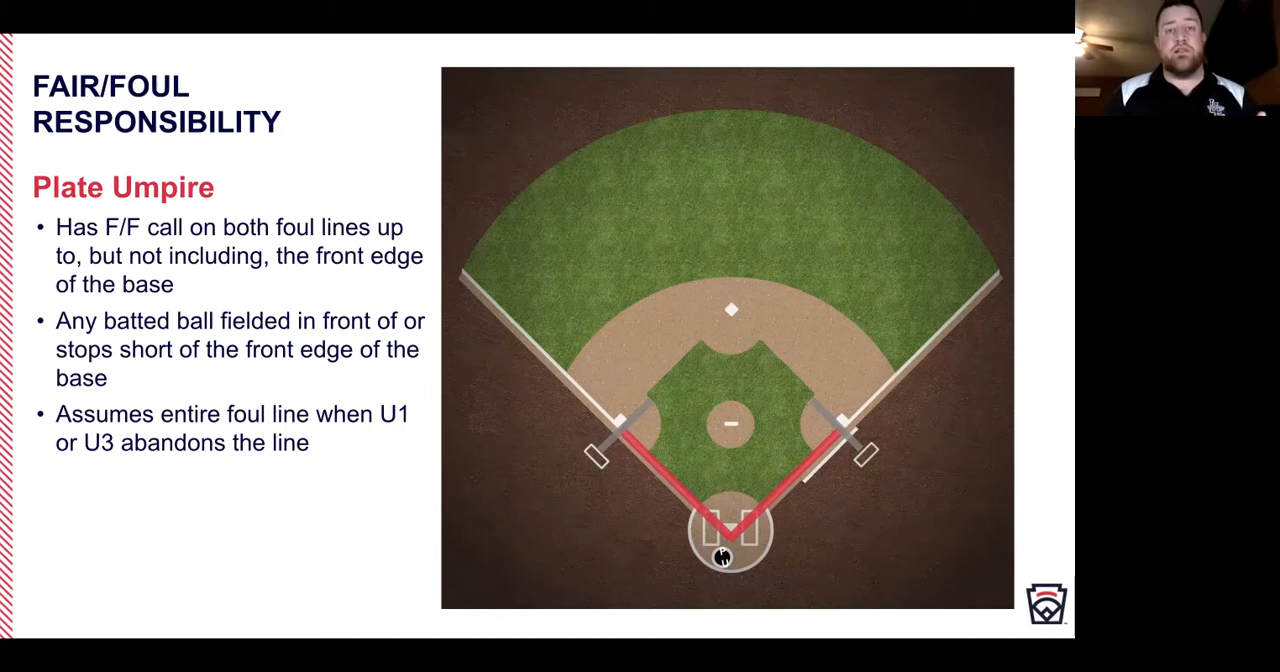 FAIR/FOUL
RESPONSIBILITY
Plate Umpire
• Has F/F call on both foul lines up
to, but not including, the front edge
of the base
• Any batted ball fielded in front of or
stops short of the front edge of the
base
• Assumes entire foul line when U1
or U3 abandons the line
P
U